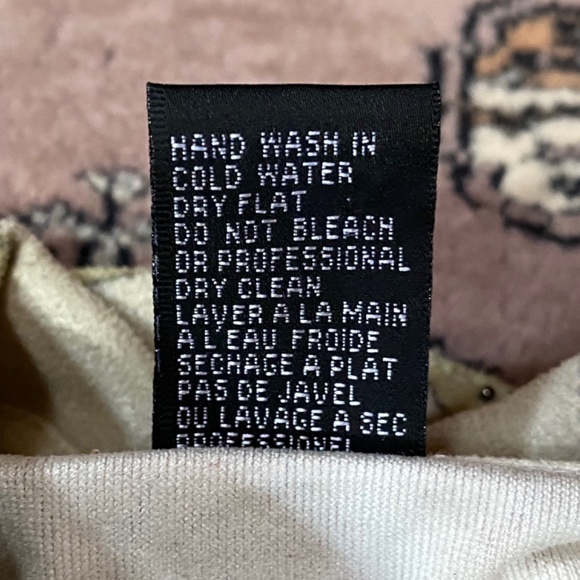 HAND WASH IN
COLD WATER
DRY FLAT
DO NOT BLEACH
OR PROFESSIONAL
DRY CLEAN
LAVER A LA MAIN
A L'EAU FROIDE
SECHAGE A PLAT
PAS DE JAVEL
OU LAVAGE A SEC
PROFESSIONEL